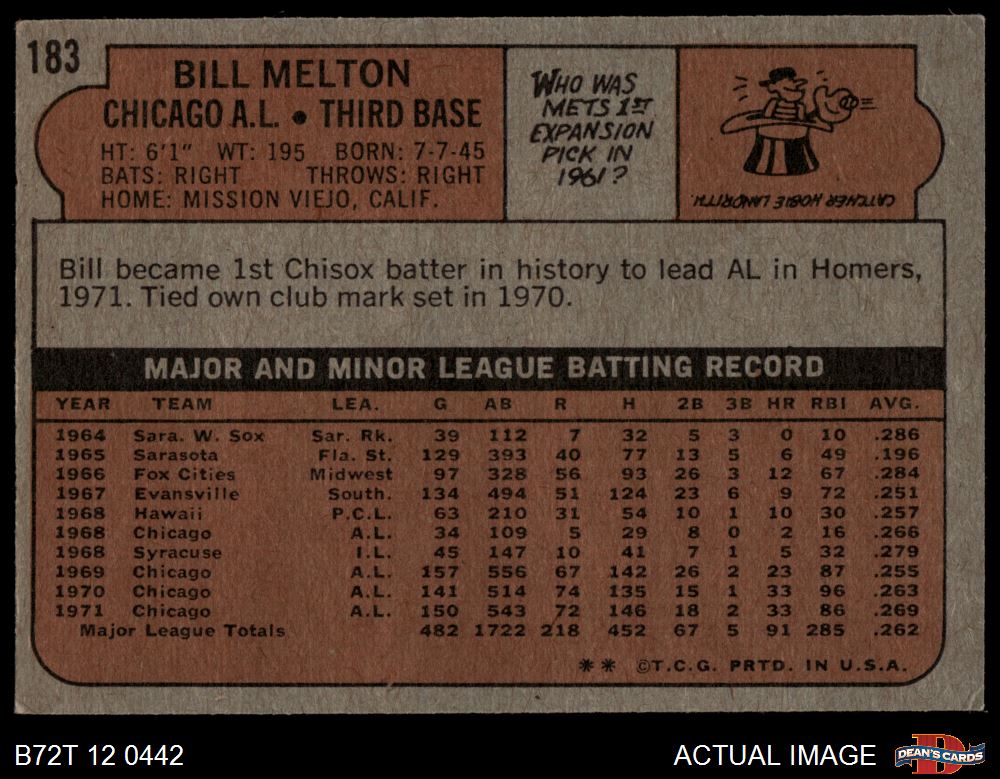 183
BILL MELTON
CHICAGO A.L. • THIRD BASE
HT: 6'1" WT: 195 BORN: 7-7-45
BATS: RIGHT THROWS: RIGHT
HOME: MISSION VIEJO, CALIF.
WHO WAS
METS 1ST
EXPANSION
PICK IN
1961?
CATCHER HOBIE LANDRITH.
Bill became 1st Chisox batter in history to lead AL in Homers,
1971. Tied own club mark set in 1970.
MAJOR AND MINOR LEAGUE BATTING RECORD
YEAR TEAM LEA. G AB R H 2B 3B HR RBI AVG.
1964 Sara. W. Sox Sar. Rk. 39 112 7 32 5 3 0 10 .286
1965 Sarasota Fla. St. 129 393 40 77 13 5 6 49 .196
1966 Fox Cities Midwest 97 328 56 93 26 3 12 67 .284
1967 Evansville South. 134 494 51 124 23 6 9 72 .251
1968 Hawaii P.C.L. 63 210 31 54 10 1 10 30 .257
1968 Chicago A.L. 34 109 5 29 8 0 2 16 .266
1968 Syracuse I.L. 45 147 10 41 7 1 5 32 .279
1969 Chicago A.L. 157 556 67 142 26 2 23 87 .255
1970 Chicago A.L. 141 514 74 135 15 1 33 96 .263
1971 Chicago A.L. 150 543 72 146 18 2 33 86 .269
Major League Totals 482 1722 218 452 67 5 91 285 .262
** ©T.C.G. PRTD. IN U.S.A.
B72T 12 0442
ACTUAL IMAGE
D
DEAN'S CARDS